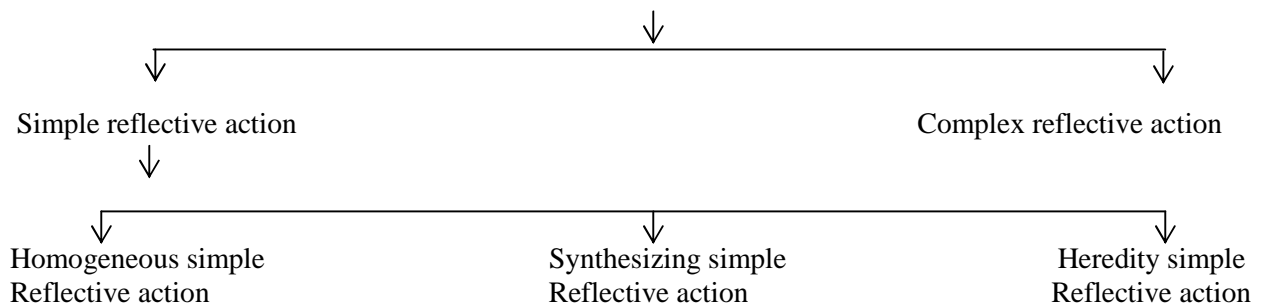 Simple reflective action
Complex reflective action
Homogeneous simple
Reflective action
Synthesizing simple
Reflective action
Heredity simple
Reflective action